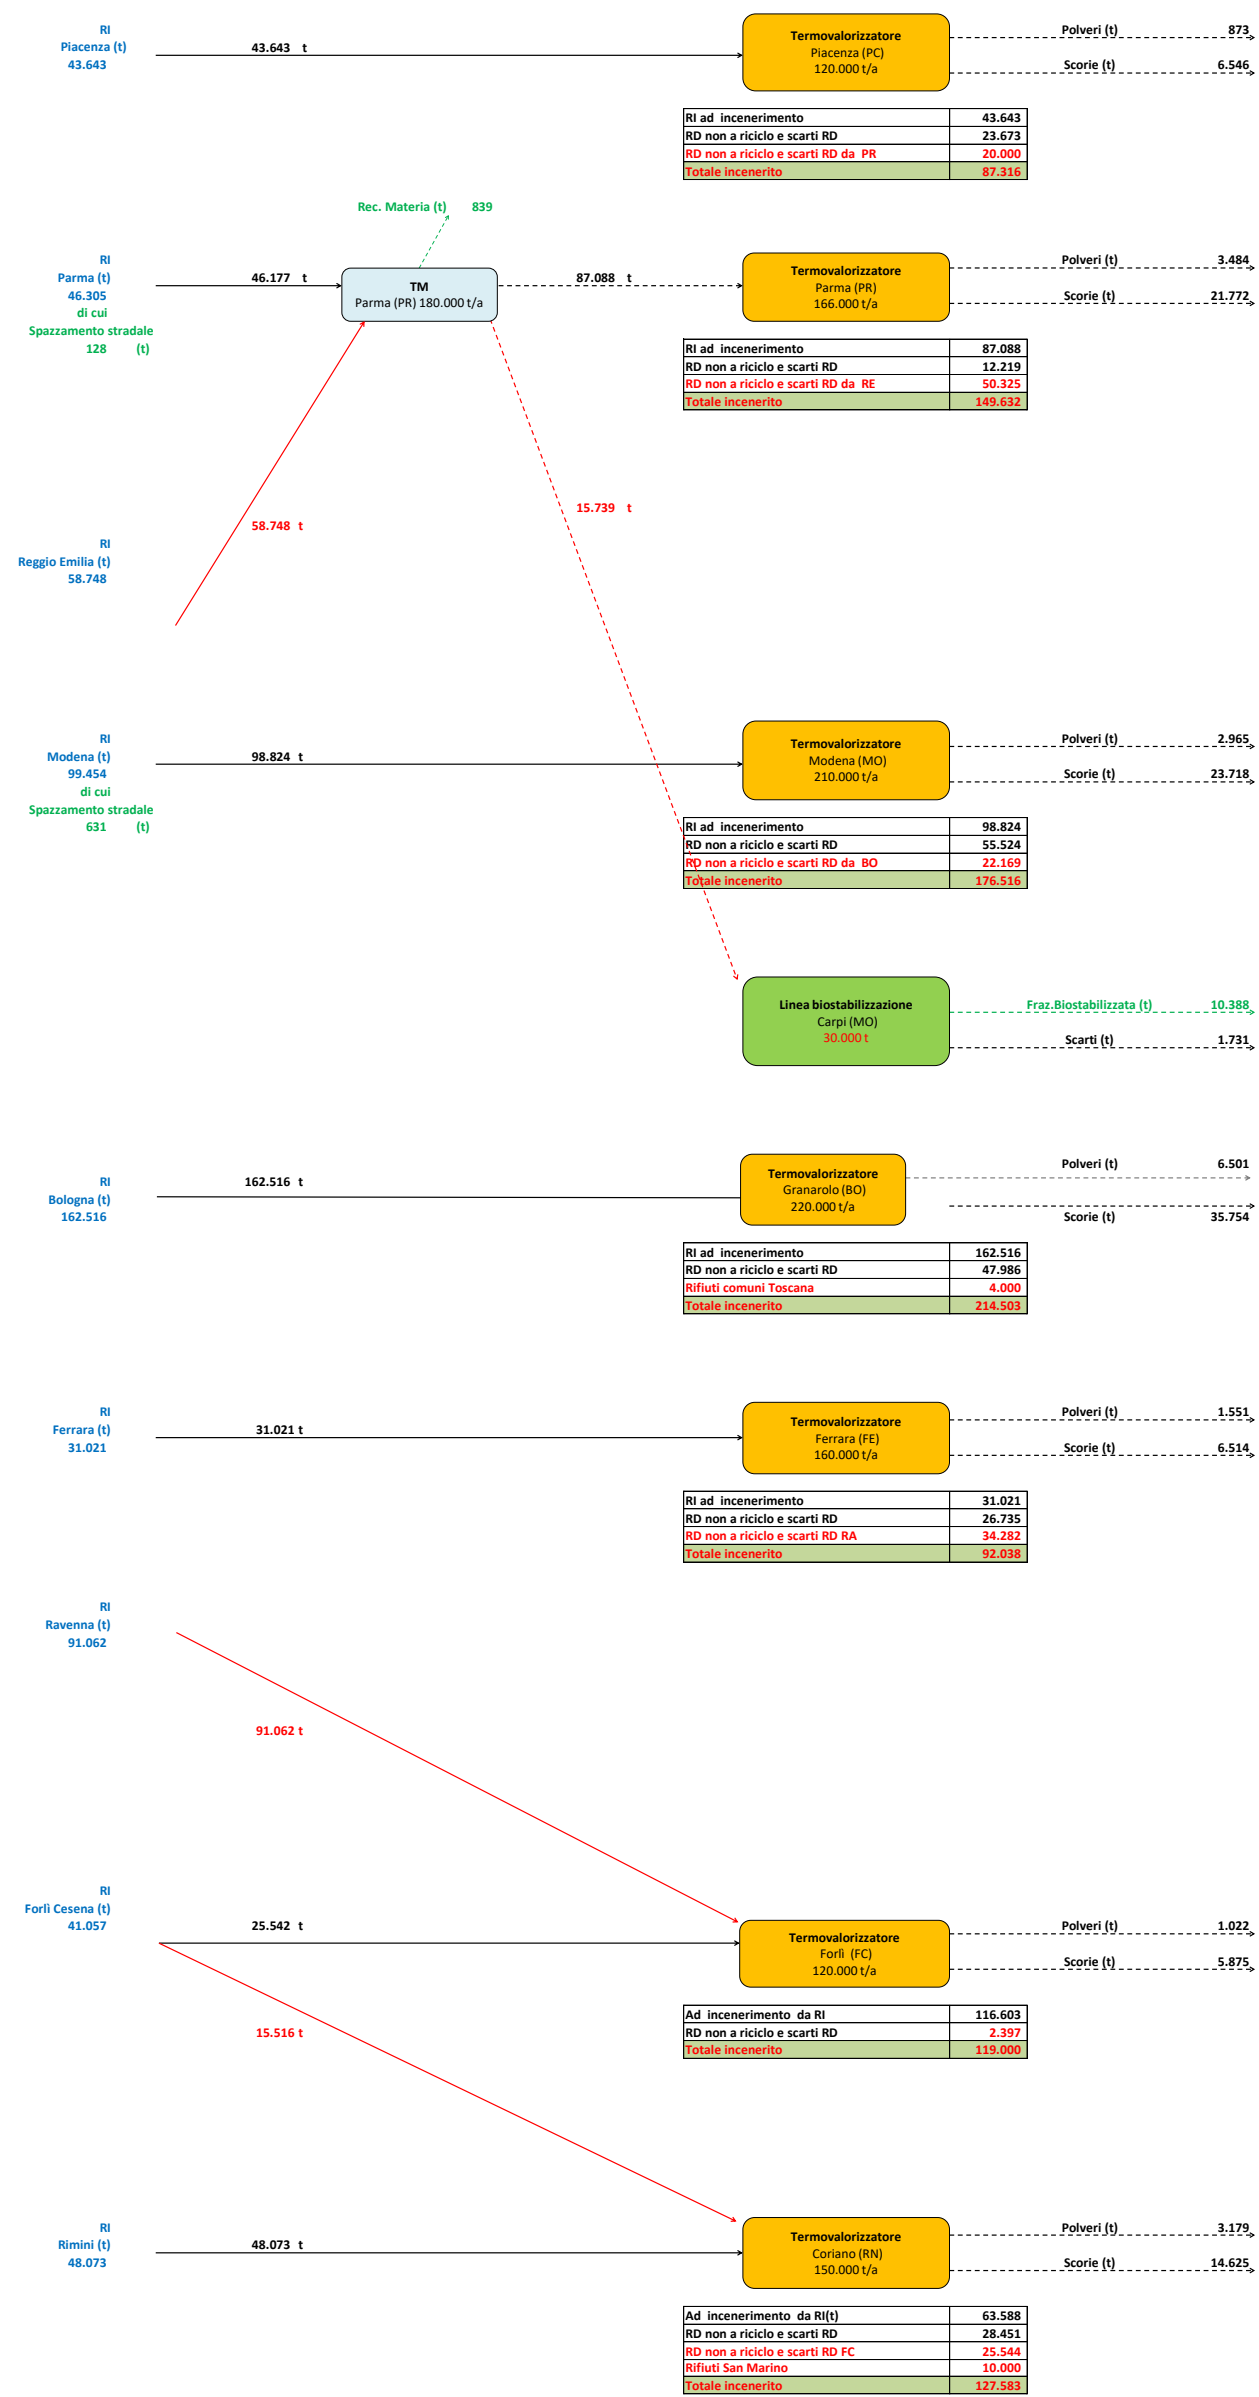 RI
Piacenza (t)
43.643
43.643 t
Termovalorizzatore
Piacenza (PC)
120.000 t/a
Polveri (t) 873
Scorie (t) 6.546
RI ad incenerimento 43.643
RD non a riciclo e scarti RD 23.673
RD non a riciclo e scarti RD da PR 20.000
Totale incenerito 87.316
Rec. Materia (t) 839
RI
Parma (t)
46.305
di cui
Spazzamento stradale
128 (t)
46.177 t
TM
Parma (PR) 180.000 t/a
87.088 t
Termovalorizzatore
Parma (PR)
166.000 t/a
Polveri (t) 3.484
Scorie (t) 21.772
RI ad incenerimento 87.088
RD non a riciclo e scarti RD 12.219
RD non a riciclo e scarti RD da RE 50.325
Totale incenerito 149.632
15.739 t
58.748 t
RI
Reggio Emilia (t)
58.748
RI
Modena (t)
99.454
di cui
Spazzamento stradale
631 (t)
98.824 t
Termovalorizzatore
Modena (MO)
210.000 t/a
Polveri (t) 2.965
Scorie (t) 23.718
RI ad incenerimento 98.824
RD non a riciclo e scarti RD 55.524
RD non a riciclo e scarti RD da BO 22.169
Totale incenerito 176.516
Linea biostabilizzazione
Carpi (MO)
30.000 t
Fraz.Biostabilizzata (t) 10.388
Scarti (t) 1.731
RI
Bologna (t)
162.516
162.516 t
Termovalorizzatore
Granarolo (BO)
220.000 t/a
Polveri (t) 6.501
Scorie (t) 35.754
RI ad incenerimento 162.516
RD non a riciclo e scarti RD 47.986
Rifiuti comuni Toscana 4.000
Totale incenerito 214.503
RI
Ferrara (t)
31.021
31.021 t
Termovalorizzatore
Ferrara (FE)
160.000 t/a
Polveri (t) 1.551
Scorie (t) 6.514
RI ad incenerimento 31.021
RD non a riciclo e scarti RD 26.735
RD non a riciclo e scarti RD RA 34.282
Totale incenerito 92.038
RI
Ravenna (t)
91.062
91.062 t
RI
Forlì Cesena (t)
41.057
25.542 t
Termovalorizzatore
Forlì (FC)
120.000 t/a
Polveri (t) 1.022
Scorie (t) 5.875
Ad incenerimento da RI 116.603
RD non a riciclo e scarti RD 2.397
Totale incenerito 119.000
15.516 t
RI
Rimini (t)
48.073
48.073 t
Termovalorizzatore
Coriano (RN)
150.000 t/a
Polveri (t) 3.179
Scorie (t) 14.625
Ad incenerimento da RI(t) 63.588
RD non a riciclo e scarti RD 28.451
RD non a riciclo e scarti RD FC 25.544
Rifiuti San Marino 10.000
Totale incenerito 127.583